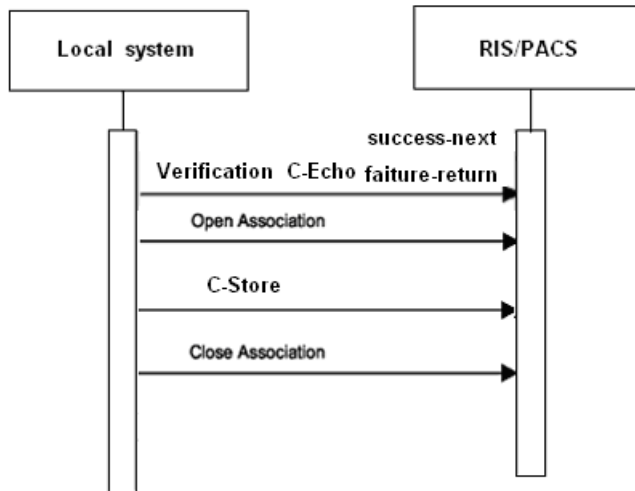 Local system
RIS/PACS
success-next
Verification C-Echo faiture-return
Open Association
C-Store
Close Association